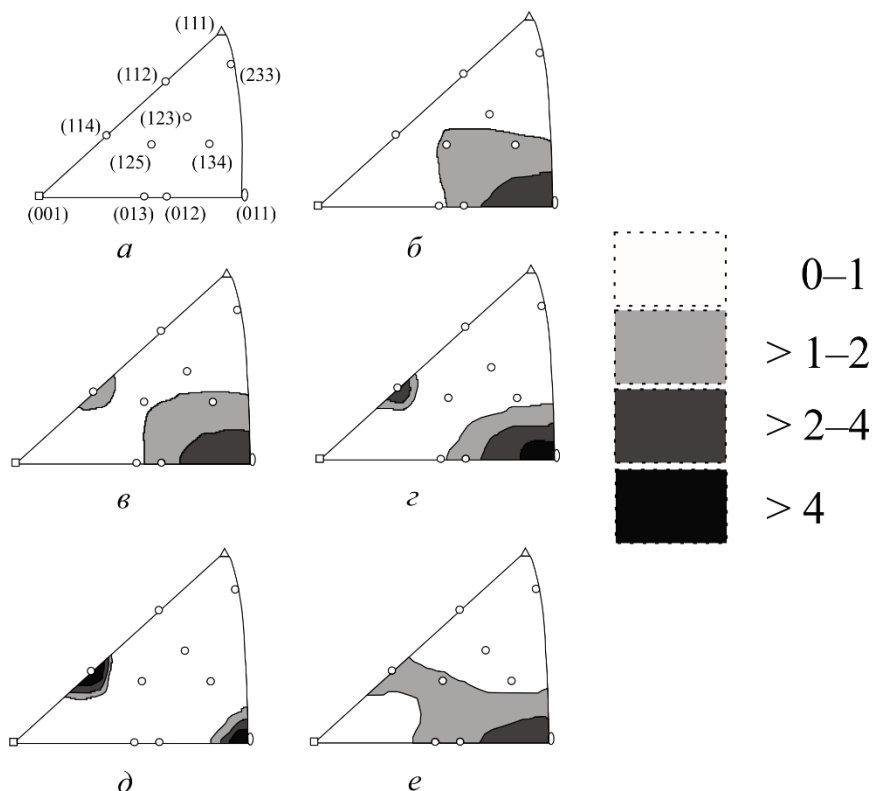 (111)
(112)
(233)
(114)
(123)
(125)
(134)
(001)
(013)
(012)
(011)
а
б
0–1
> 1–2
> 2–4
> 4
в
г
д
е